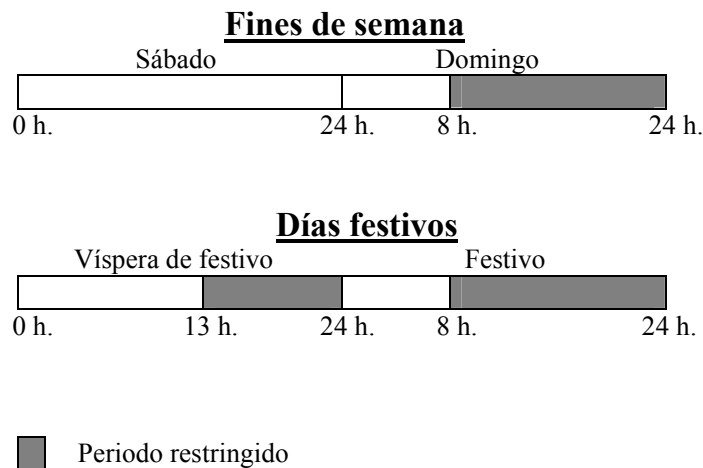 Fines de semana
Sábado Domingo
0 h. 24 h. 8 h. 24 h.
Días festivos
Víspera de festivo Festivo
0 h. 13 h. 24 h. 8 h. 24 h.
Periodo restringido